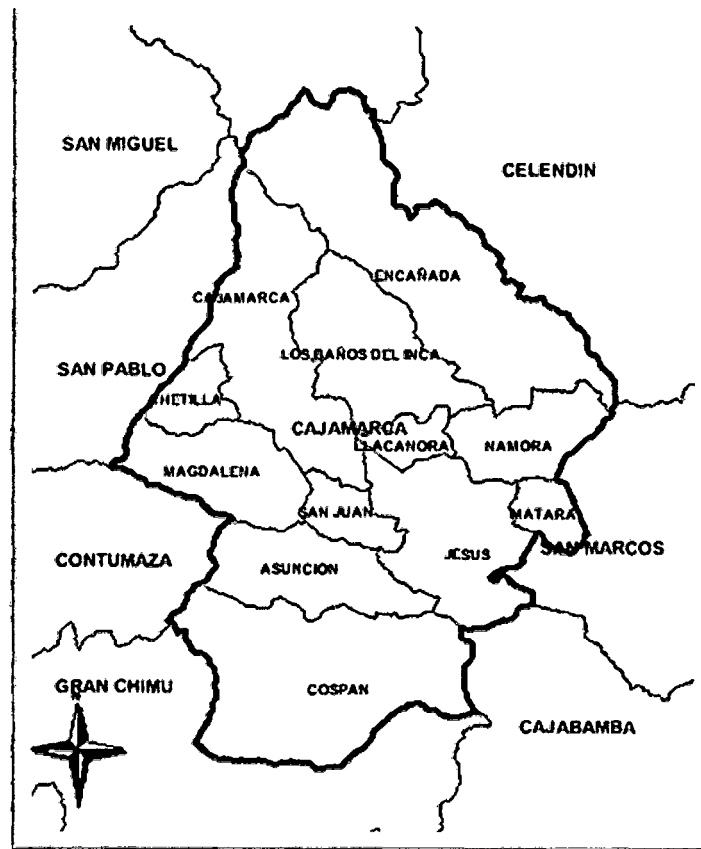 SAN MIGUEL
CELENDIN
ENCAÑADA
CAJAMARCA
LOS BAÑOS DEL INCA
SAN PABLO
CHETILLA
CAJAMARCA
LLACANORA
NAMORA
MAGDALENA
SAN JUAN
MATARA
CONTUMAZA
ASUNCION
JESUS
SAN MARCOS
GRAN CHIMU
COSPAN
N
CAJABAMBA